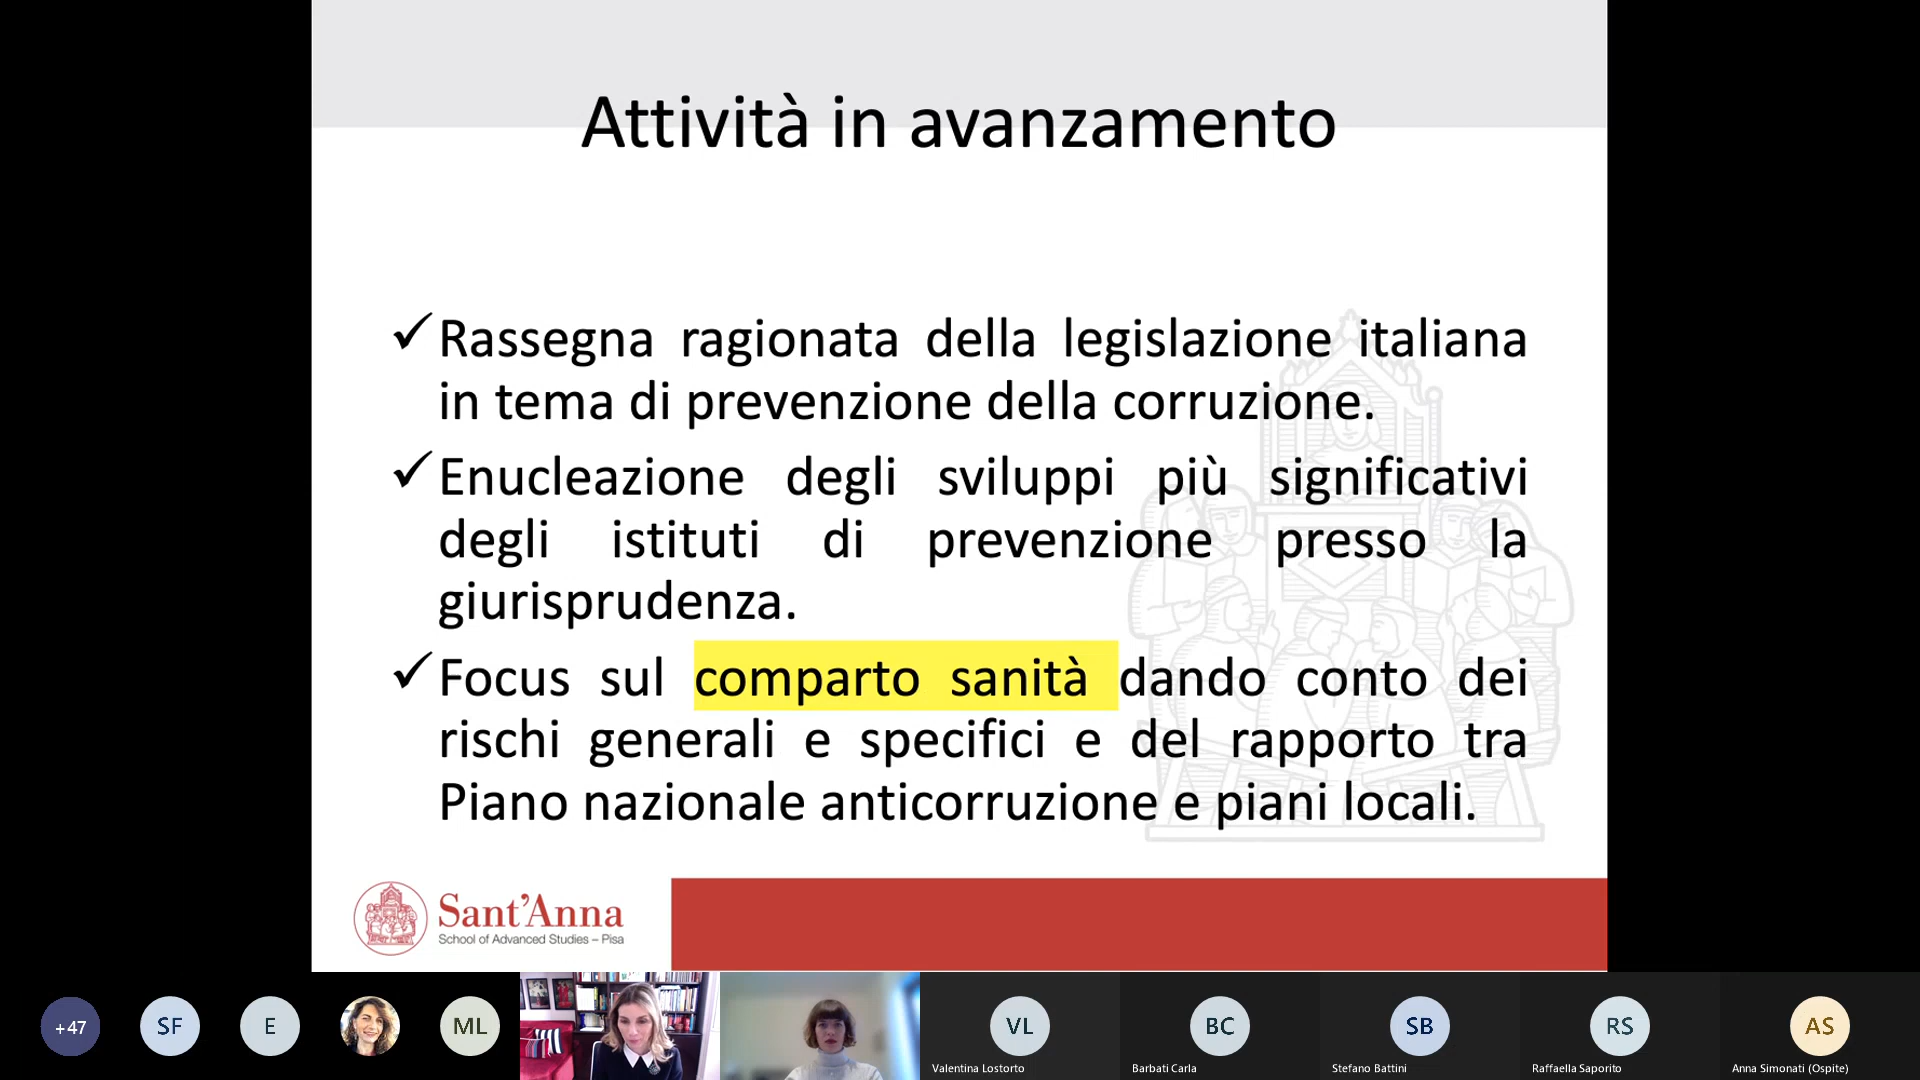 Attività in avanzamento
✓Rassegna ragionata della legislazione italiana
in tema di prevenzione della corruzione.
✓Enucleazione degli sviluppi più significativi
degli istituti di prevenzione presso la
giurisprudenza.
✓Focus sul comparto sanità dando conto dei
rischi generali e specifici e del rapporto tra
Piano nazionale anticorruzione e piani locali.
Sant'Anna
School of Advanced Studies – Pisa
+47
SF
E
ML
VL
Valentina Lostorto
BC
Barbati Carla
SB
Stefano Battini
RS
Raffaella Saporito
AS
Anna Simonati (Ospite)